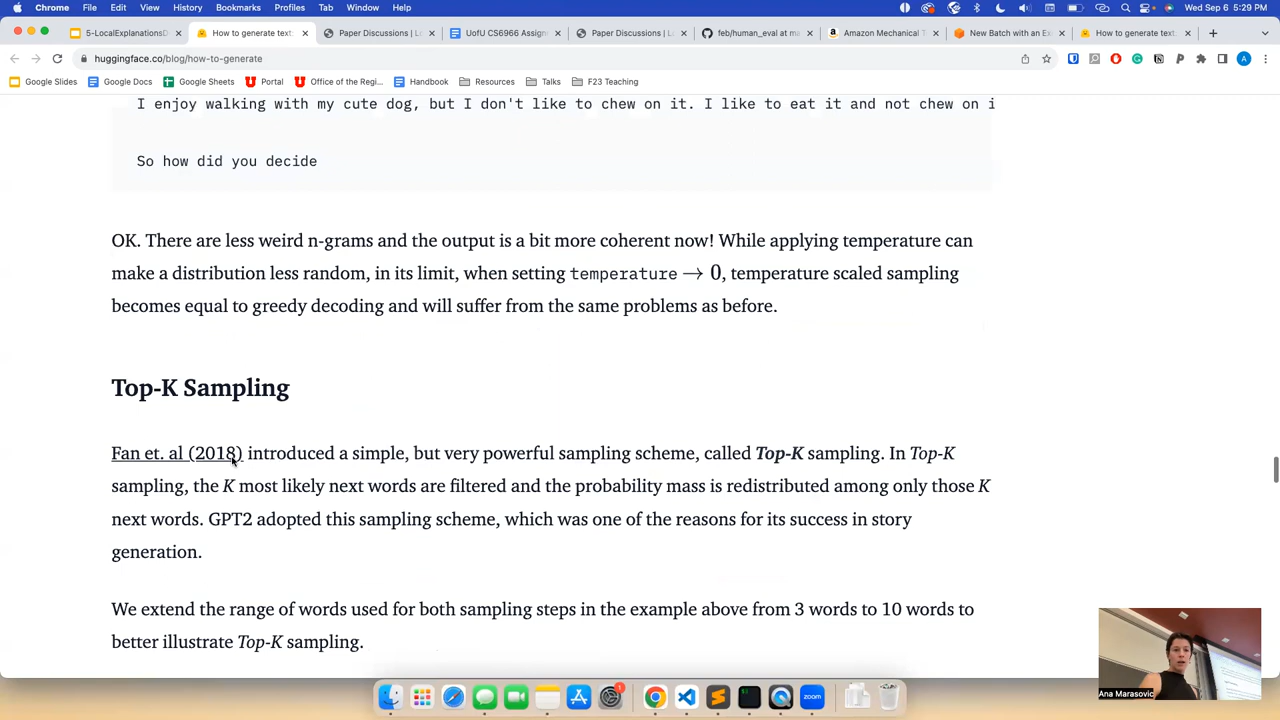 Chrome File Edit View History Bookmarks Profiles Tab Window Help Wed Sep 6 5:29 PM
5-LocalExplanationsD How to generate text: Paper Discussions | Le UofU CS6966 Assign Paper Discussions | Le feb/human_eval at ma Amazon Mechanical T New Batch with an Ex How to generate text:
huggingface.co/blog/how-to-generate
Google Slides Google Docs Google Sheets Portal Office of the Regi... Handbook Resources Talks F23 Teaching
I enjoy walking with my cute dog, but I don't like to chew on it. I like to eat it and not chew on i
So how did you decide
OK. There are less weird n-grams and the output is a bit more coherent now! While applying temperature can
make a distribution less random, in its limit, when setting temperature → 0, temperature scaled sampling
becomes equal to greedy decoding and will suffer from the same problems as before.
Top-K Sampling
Fan et. al (2018) introduced a simple, but very powerful sampling scheme, called Top-K sampling. In Top-K
sampling, the K most likely next words are filtered and the probability mass is redistributed among only those K
next words. GPT2 adopted this sampling scheme, which was one of the reasons for its success in story
generation.
We extend the range of words used for both sampling steps in the example above from 3 words to 10 words to
better illustrate Top-K sampling.
Ana Marasovic